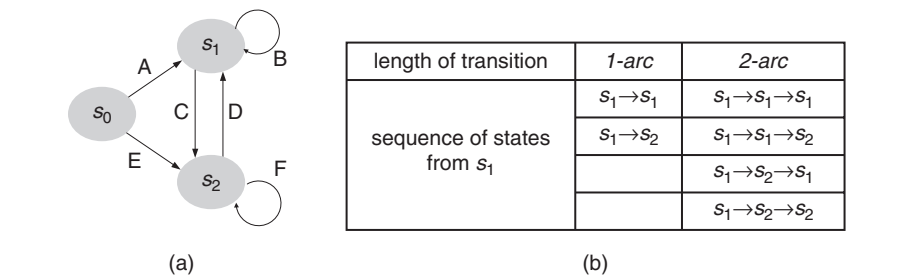 s1
B
A
s0
C
D
E
s2
F
(a)
length of transition 1-arc 2-arc
sequence of states from s1
s1→s1 s1→s1→s1
s1→s2 s1→s1→s2
s1→s2→s1
s1→s2→s2
(b)